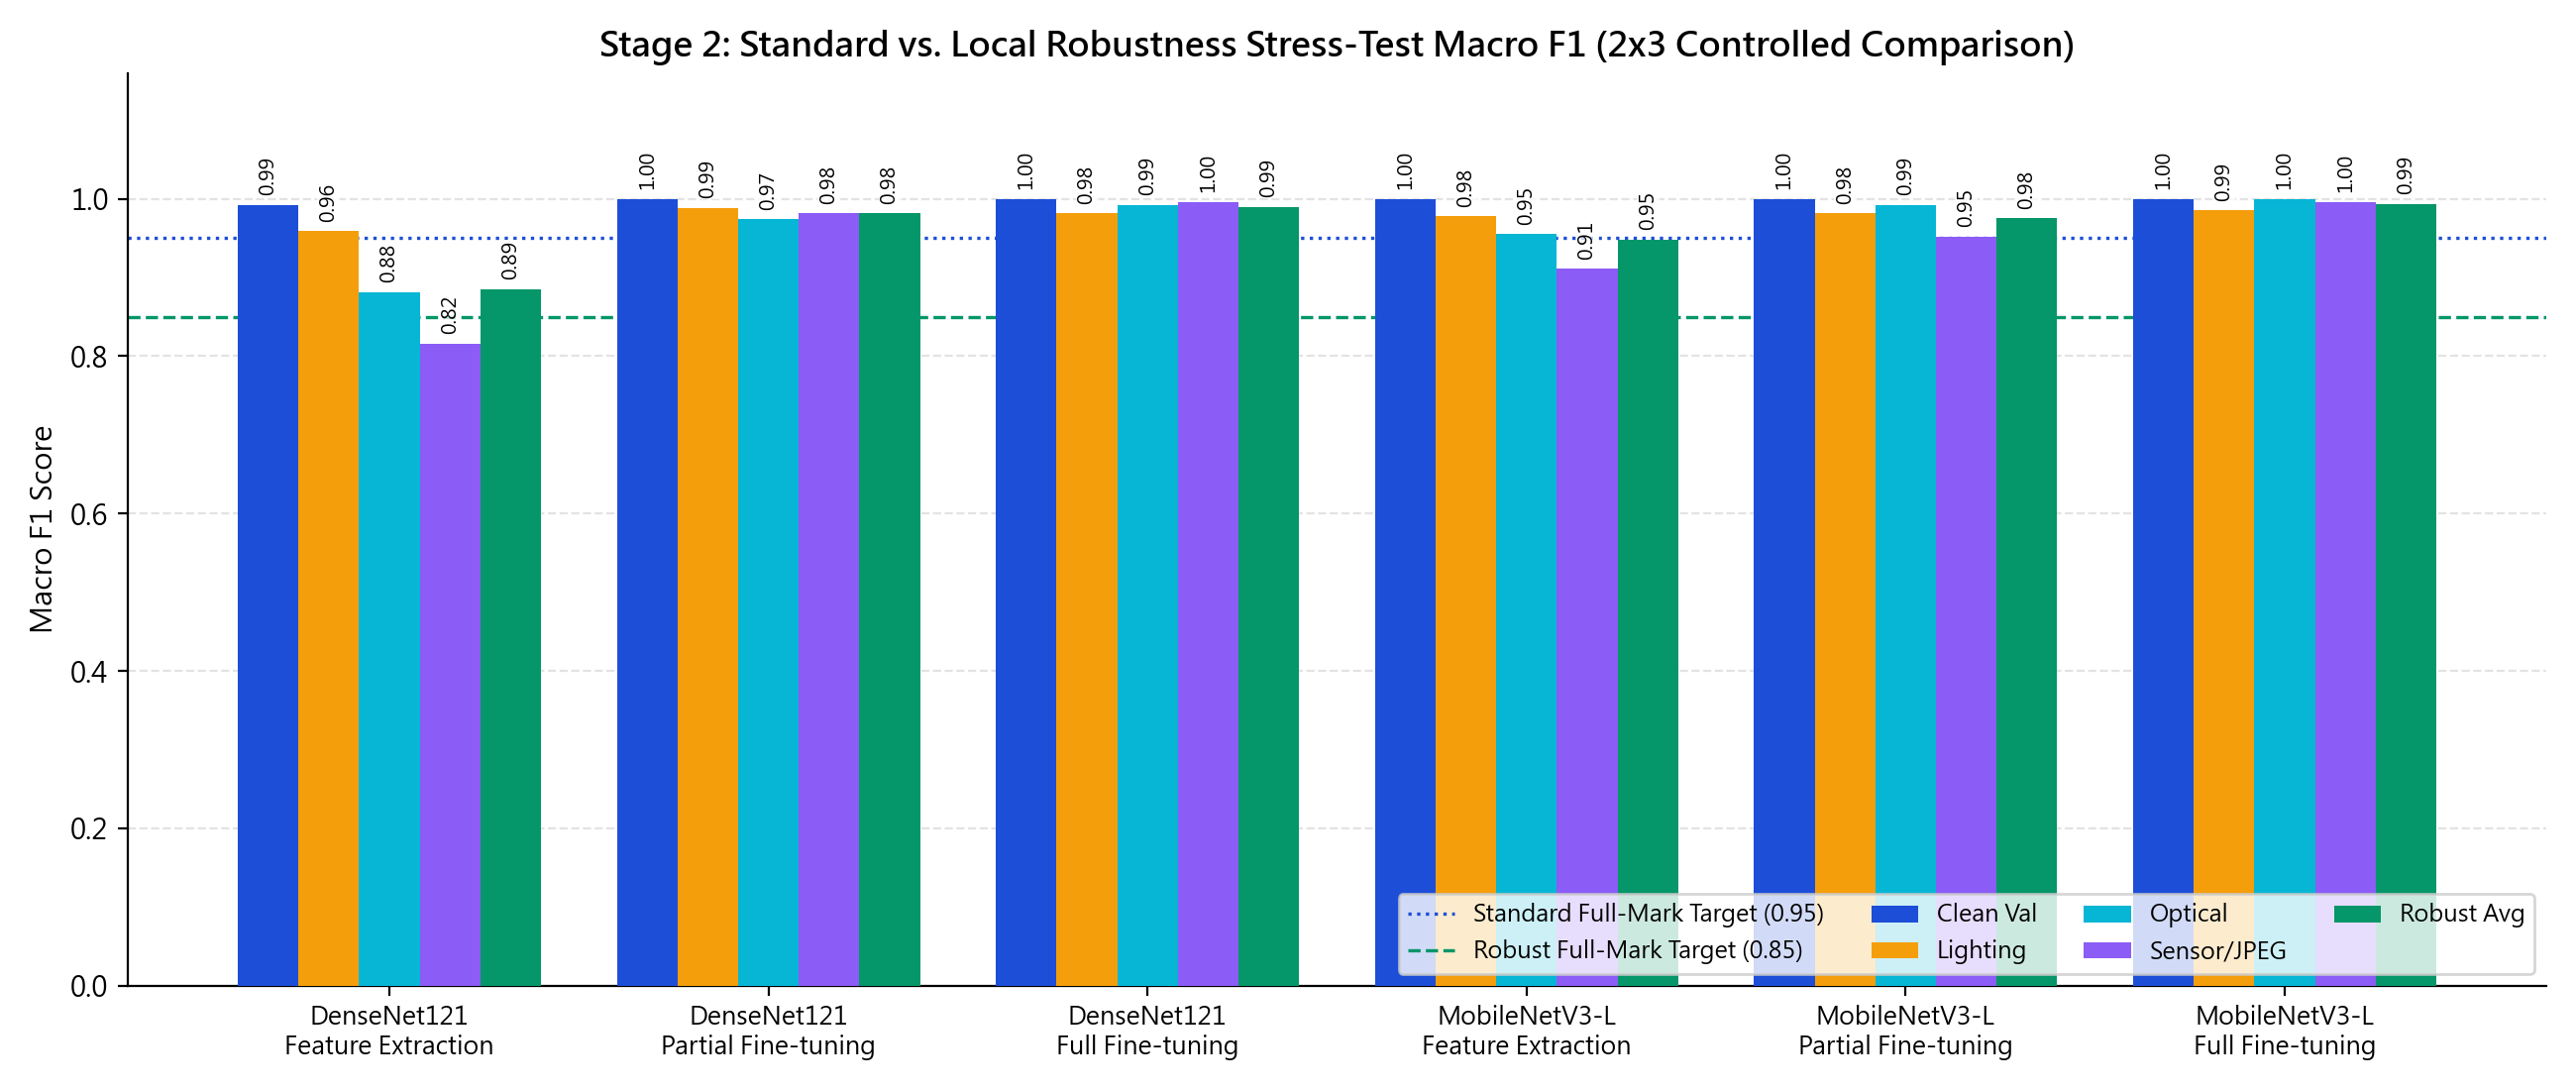 Stage 2: Standard vs. Local Robustness Stress-Test Macro F1 (2x3 Controlled Comparison)
Macro F1 Score
1.0
0.8
0.6
0.4
0.2
0.0
0.99
0.96
0.88
0.82
0.89
1.00
0.99
0.97
0.98
0.98
1.00
0.98
0.99
1.00
0.99
1.00
0.98
0.95
0.91
0.95
1.00
0.98
0.99
0.95
0.98
1.00
0.99
1.00
1.00
0.99
Standard Full-Mark Target (0.95)
Robust Full-Mark Target (0.85)
Clean Val
Lighting
Optical
Sensor/JPEG
Robust Avg
DenseNet121
Feature Extraction
DenseNet121
Partial Fine-tuning
DenseNet121
Full Fine-tuning
MobileNetV3-L
Feature Extraction
MobileNetV3-L
Partial Fine-tuning
MobileNetV3-L
Full Fine-tuning